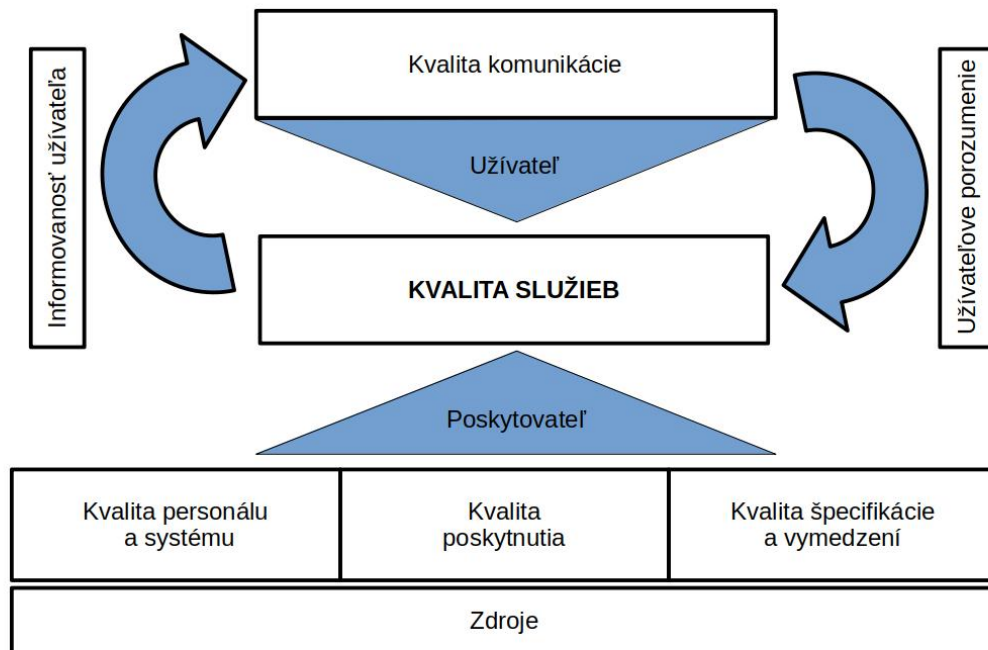 Kvalita komunikácie
Informovanosť užívateľa
Užívateľove porozumenie
Užívateľ
KVALITA SLUŽIEB
Poskytovateľ
Kvalita personálu
a systému
Kvalita
poskytnutia
Kvalita špecifikácie
a vymedzení
Zdroje